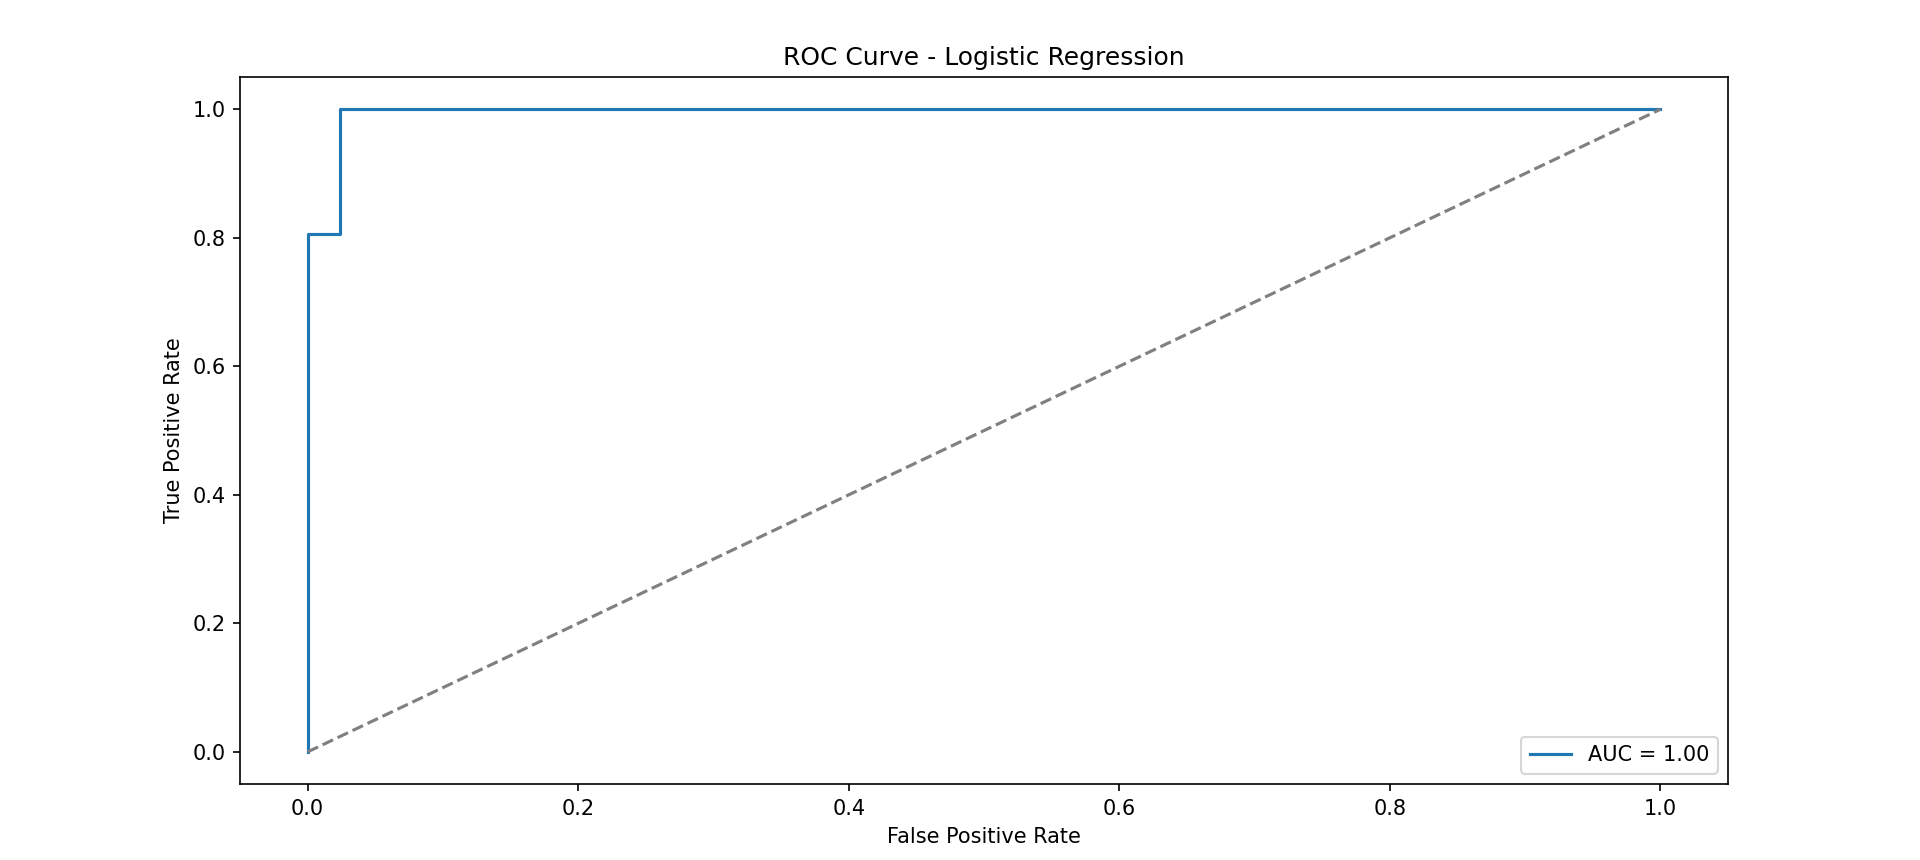 ROC Curve - Logistic Regression
True Positive Rate
1.0
0.8
0.6
0.4
0.2
0.0
AUC = 1.00
0.0 0.2 0.4 0.6 0.8 1.0
False Positive Rate